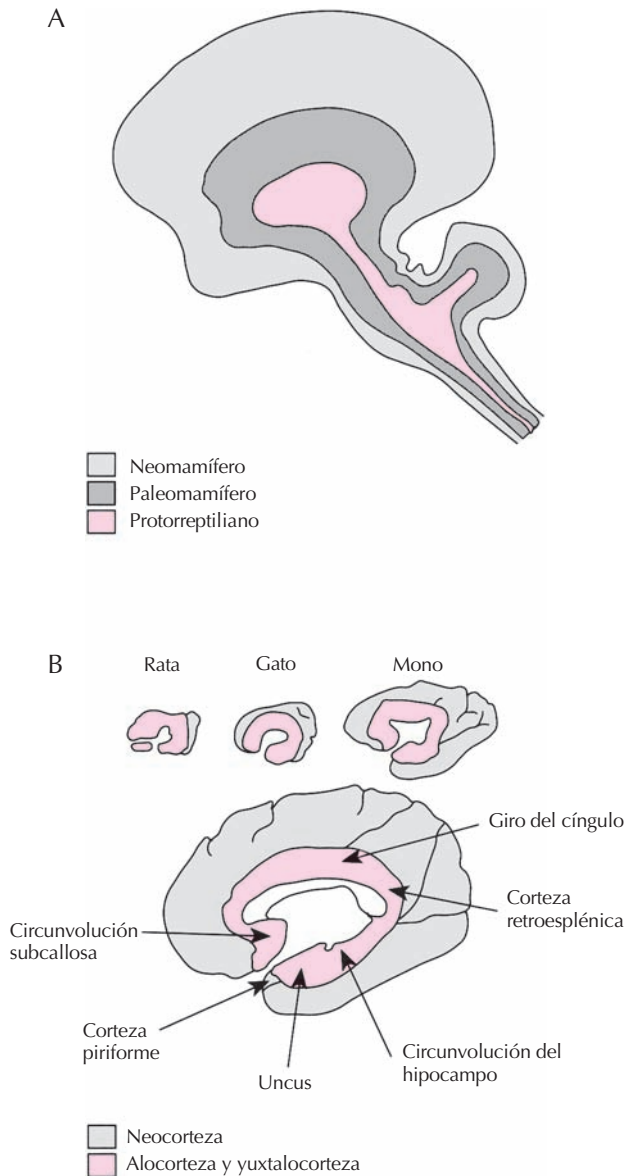 A
Neomamífero
Paleomamífero
Protorreptiliano
B
Rata
Gato
Mono
Giro del cíngulo
Corteza
retroesplénica
Circunvolución
subcallosa
Corteza
piriforme
Uncus
Circunvolución del
hipocampo
Neocorteza
Alocorteza y yuxtalocorteza